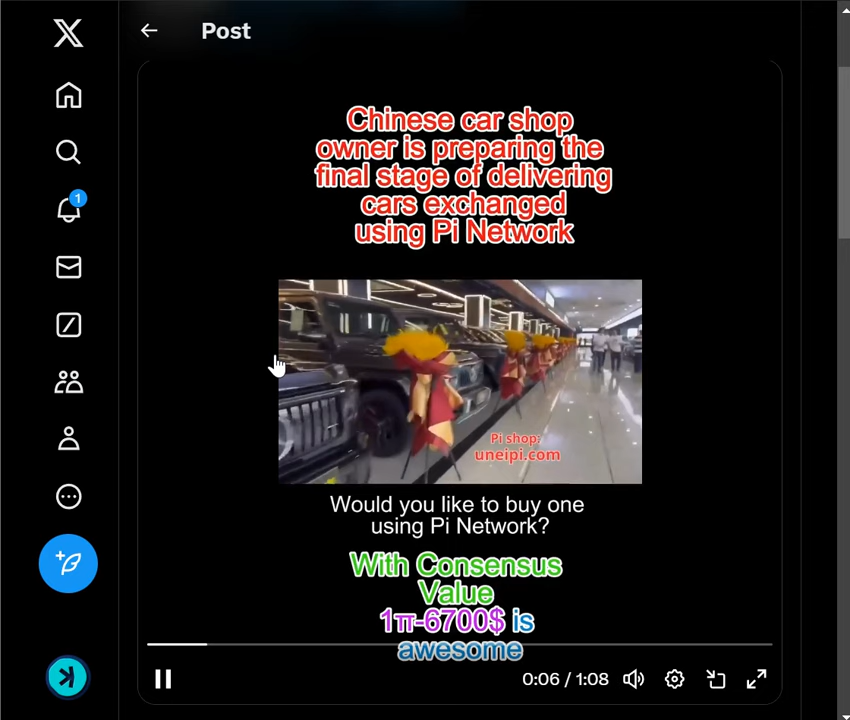 Post
1
Chinese car shop
owner is preparing the
final stage of delivering
cars exchanged
using Pi Network
Pi shop:
uneipi.com
Would you like to buy one
using Pi Network?
With Consensus
Value
1π-6700$ is
awesome
0:06 / 1:08